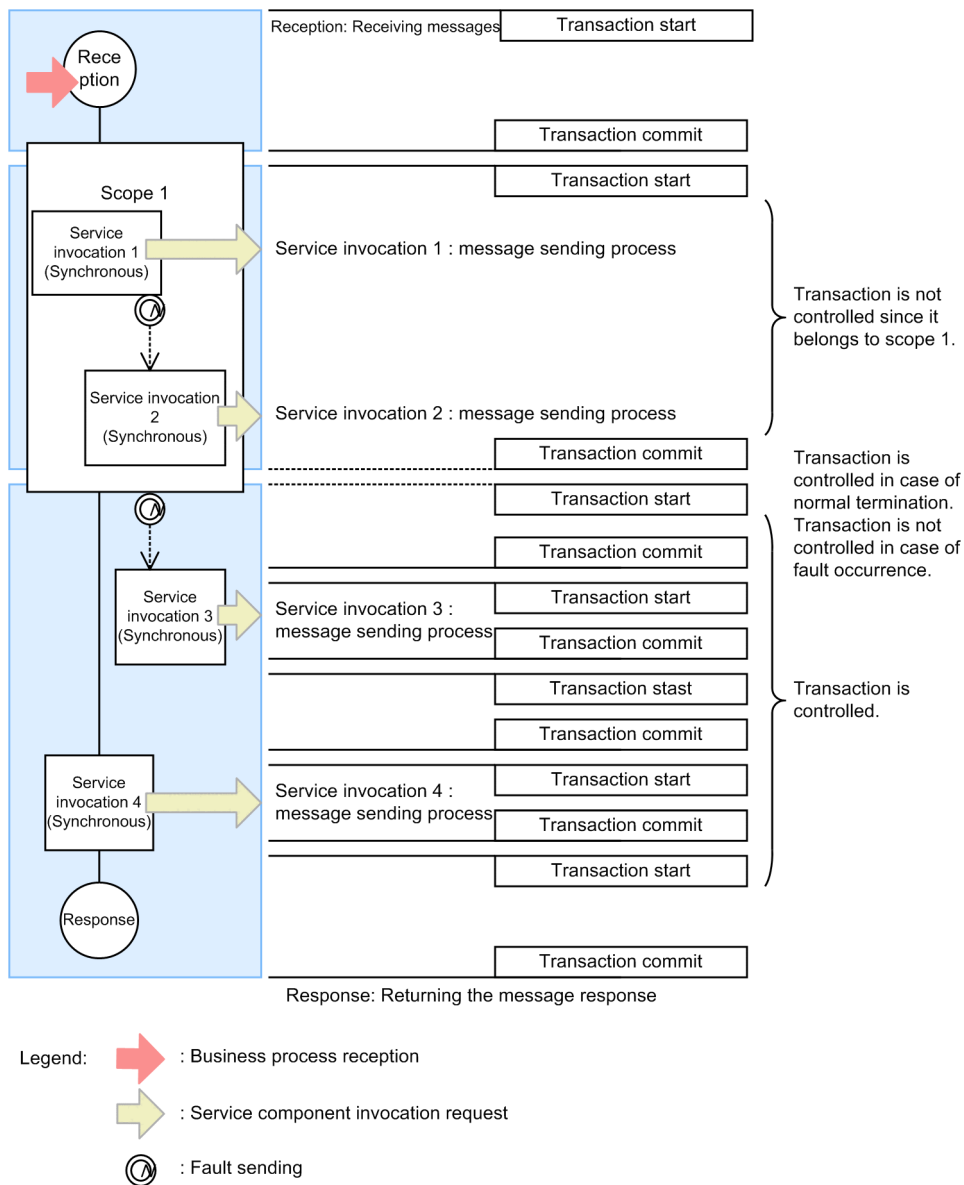 Reception: Receiving messages
Transaction start
Rece
ption
Transaction commit
Transaction start
Scope 1
Service
invocation 1
(Synchronous)
Service invocation 1 : message sending process
Transaction is not
controlled since it
belongs to scope 1.
Service invocation
2
(Synchronous)
Service invocation 2 : message sending process
Transaction commit
Transaction is
controlled in case of
normal termination.
Transaction is not
controlled in case of
fault occurrence.
Transaction start
Transaction commit
Service
invocation 3
(Synchronous)
Service invocation 3 :
message sending process
Transaction start
Transaction commit
Transaction stast
Transaction is
controlled.
Transaction commit
Service
invocation 4
(Synchronous)
Service invocation 4 :
message sending process
Transaction start
Transaction commit
Transaction start
Response
Transaction commit
Response: Returning the message response
Legend:
: Business process reception
: Service component invocation request
: Fault sending